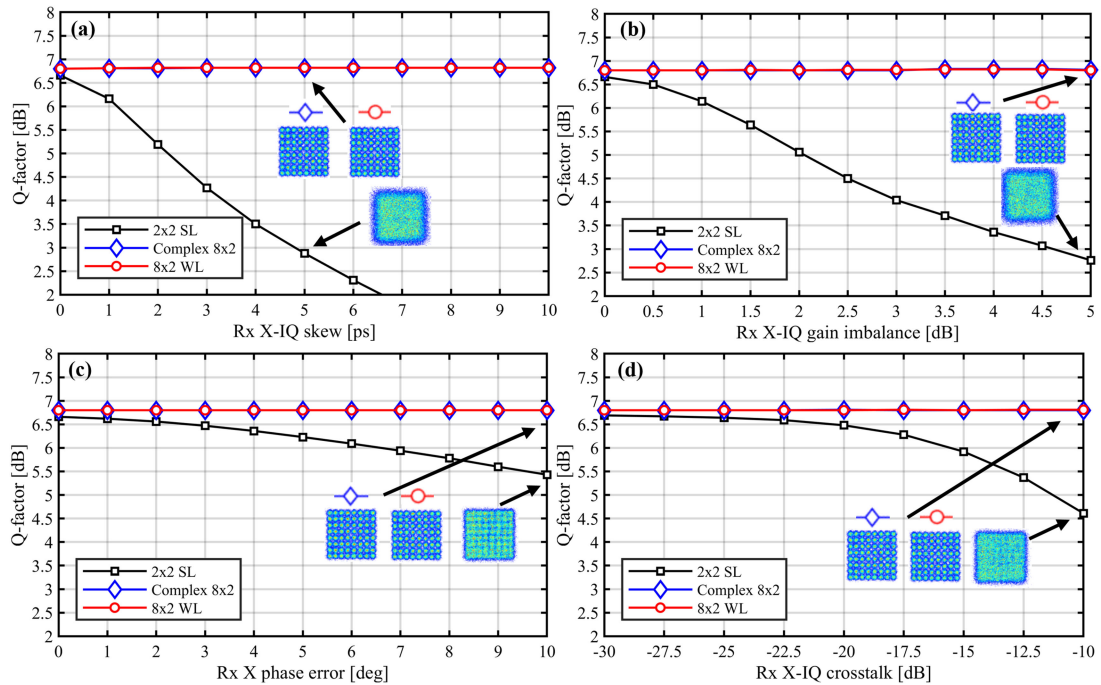 (a)
8
7.5
7
6.5
6
5.5
5
4.5
4
3.5
3
2.5
2
Q-factor [dB]
2x2 SL
Complex 8x2
8x2 WL
0 1 2 3 4 5 6 7 8 9 10
Rx X-IQ skew [ps]
(b)
8
7.5
7
6.5
6
5.5
5
4.5
4
3.5
3
2.5
2
Q-factor [dB]
2x2 SL
Complex 8x2
8x2 WL
0 0.5 1 1.5 2 2.5 3 3.5 4 4.5 5
Rx X-IQ gain imbalance [dB]
(c)
8
7.5
7
6.5
6
5.5
5
4.5
4
3.5
3
2.5
2
Q-factor [dB]
2x2 SL
Complex 8x2
8x2 WL
0 1 2 3 4 5 6 7 8 9 10
Rx X phase error [deg]
(d)
8
7.5
7
6.5
6
5.5
5
4.5
4
3.5
3
2.5
2
Q-factor [dB]
2x2 SL
Complex 8x2
8x2 WL
-30 -27.5 -25 -22.5 -20 -17.5 -15 -12.5 -10
Rx X-IQ crosstalk [dB]